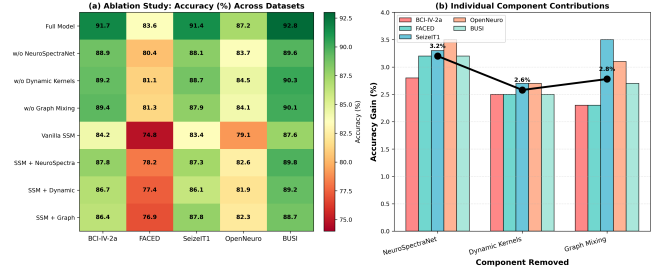 (a) Ablation Study: Accuracy (%) Across Datasets
Full Model 91.7 83.6 91.4 87.2 92.8
w/o NeuroSpectraNet 88.9 80.4 88.1 83.7 89.6
w/o Dynamic Kernels 89.2 81.1 88.7 84.5 90.3
w/o Graph Mixing 89.4 81.3 87.9 84.1 90.1
Vanilla SSM 84.2 74.8 83.4 79.1 87.6
SSM + NeuroSpectra 87.8 78.2 87.3 82.6 89.8
SSM + Dynamic 86.7 77.4 86.1 81.9 89.2
SSM + Graph 86.4 76.9 87.8 82.3 88.7
BCI-IV-2a FACED SeizeIT1 OpenNeuro BUSI
92.5
90.0
87.5
85.0
82.5
80.0
77.5
75.0
Accuracy (%)
(b) Individual Component Contributions
BCI-IV-2a OpenNeuro
FACED BUSI
SeizeIT1
4.0
3.5
3.0
2.5
2.0
1.5
1.0
0.5
0.0
Accuracy Gain (%)
3.2%
2.6%
2.8%
NeuroSpectraNet Dynamic Kernels Graph Mixing
Component Removed